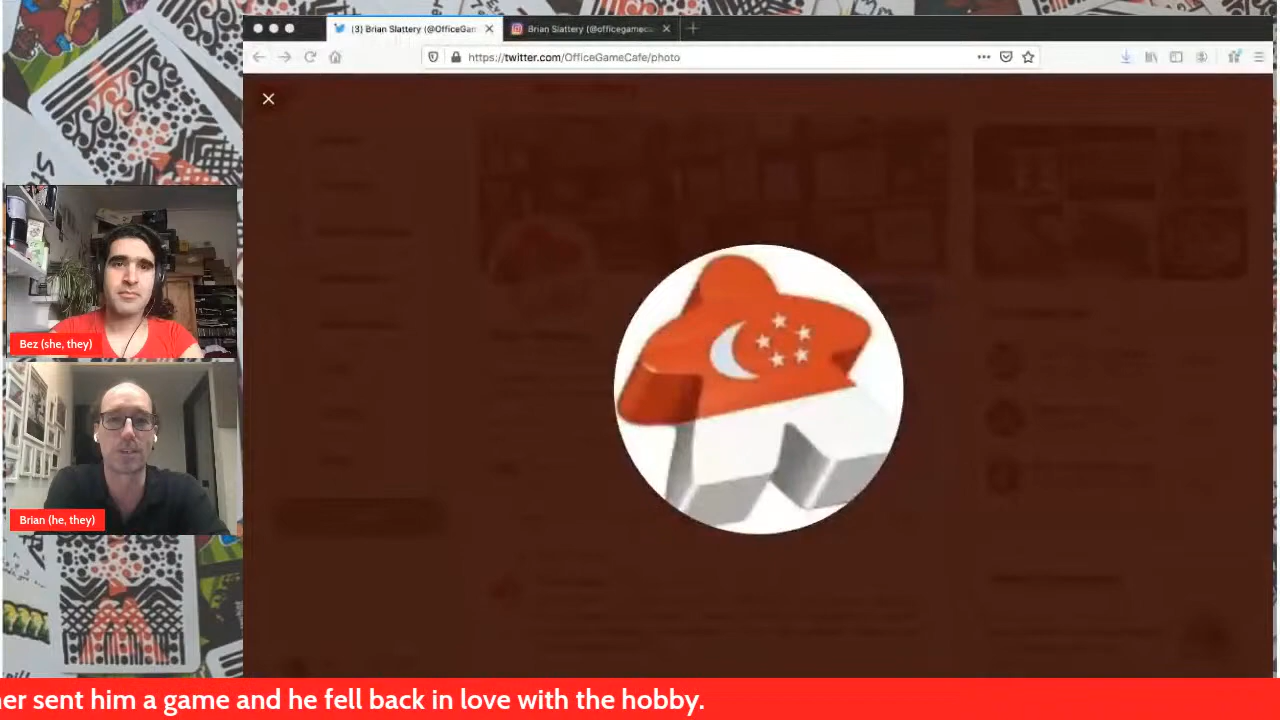 (3) Brian Slattery (@OfficeGam
Brian Slattery (@officegameca
https://twitter.com/OfficeGameCafe/photo
Bez (she, they)
Brian (he, they)
her sent him a game and he fell back in love with the hobby.